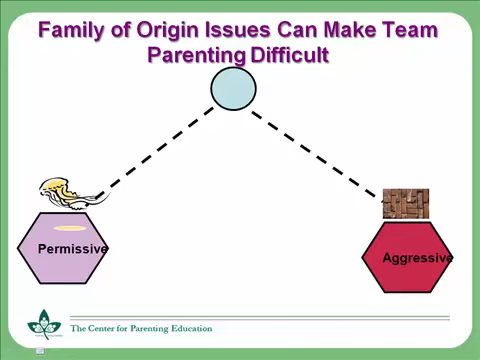 Family of Origin Issues Can Make Team
Parenting Difficult
Permissive
Aggressive
The Center for Parenting Education